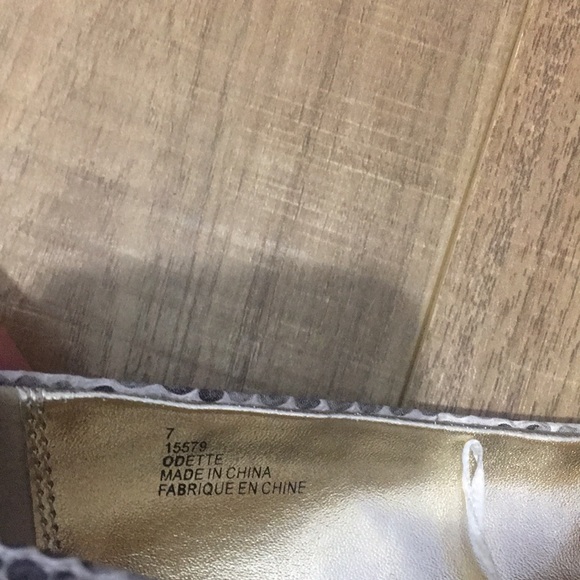 7
15579
ODETTE
MADE IN CHINA
FABRIQUE EN CHINE